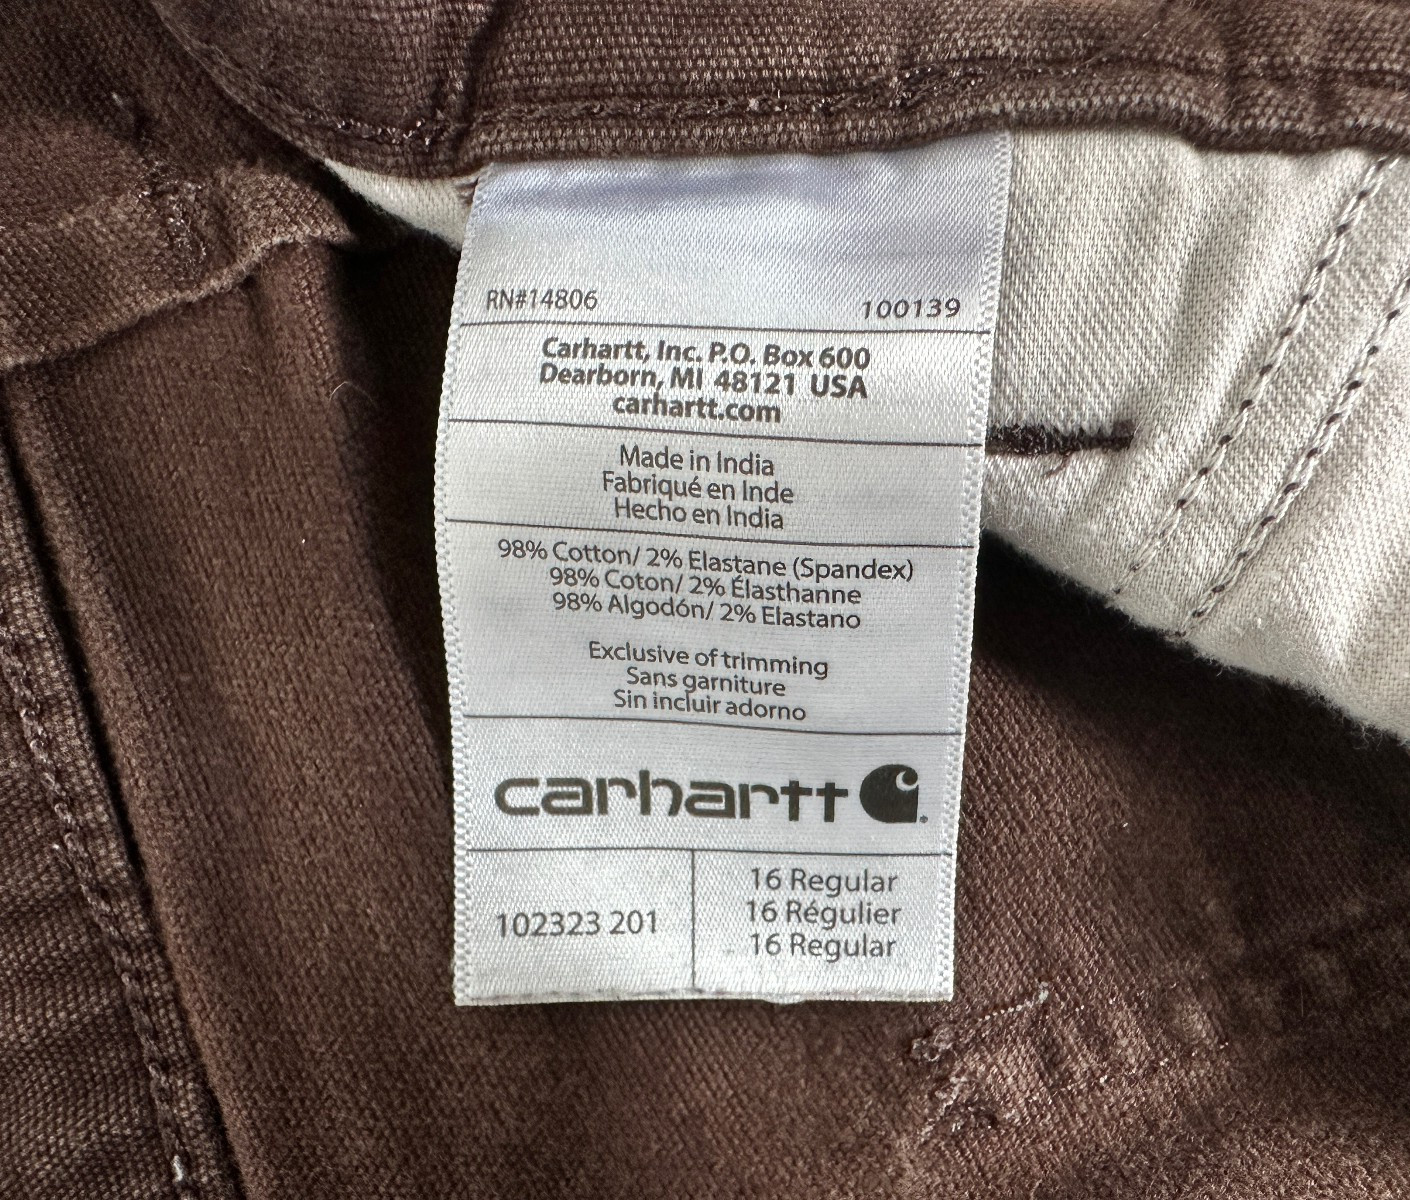 RN#14806 100139
Carhartt, Inc. P.O. Box 600
Dearborn, MI 48121 USA
carhartt.com
Made in India
Fabriqué en Inde
Hecho en India
98% Cotton/ 2% Elastane (Spandex)
98% Coton/ 2% Élasthanne
98% Algodón/ 2% Elastano
Exclusive of trimming
Sans garniture
Sin incluir adorno
carhartt
102323 201
16 Regular
16 Régulier
16 Regular